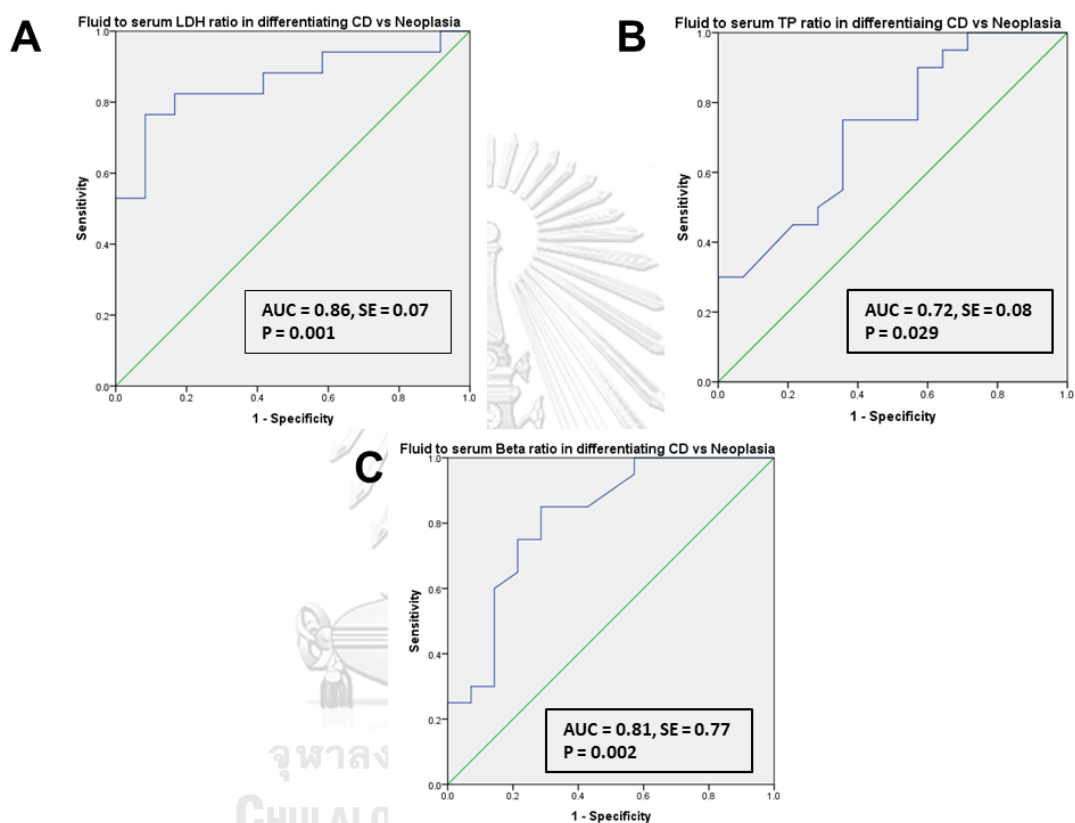 A
Fluid to serum LDH ratio in differentiating CD vs Neoplasia
1.0
0.8
0.6
0.4
0.2
0.0
Sensitivity
0.0 0.2 0.4 0.6 0.8 1.0
1 - Specificity
AUC = 0.86, SE = 0.07
P = 0.001
B
Fluid to serum TP ratio in differentiaing CD vs Neoplasia
1.0
0.8
0.6
0.4
0.2
0.0
Sensitivity
0.0 0.2 0.4 0.6 0.8 1.0
1 - Specificity
AUC = 0.72, SE = 0.08
P = 0.029
C
Fluid to serum Beta ratio in differentiating CD vs Neoplasia
1.0
0.8
0.6
0.4
0.2
0.0
Sensitivity
0.0 0.2 0.4 0.6 0.8 1.0
1 - Specificity
AUC = 0.81, SE = 0.77
P = 0.002